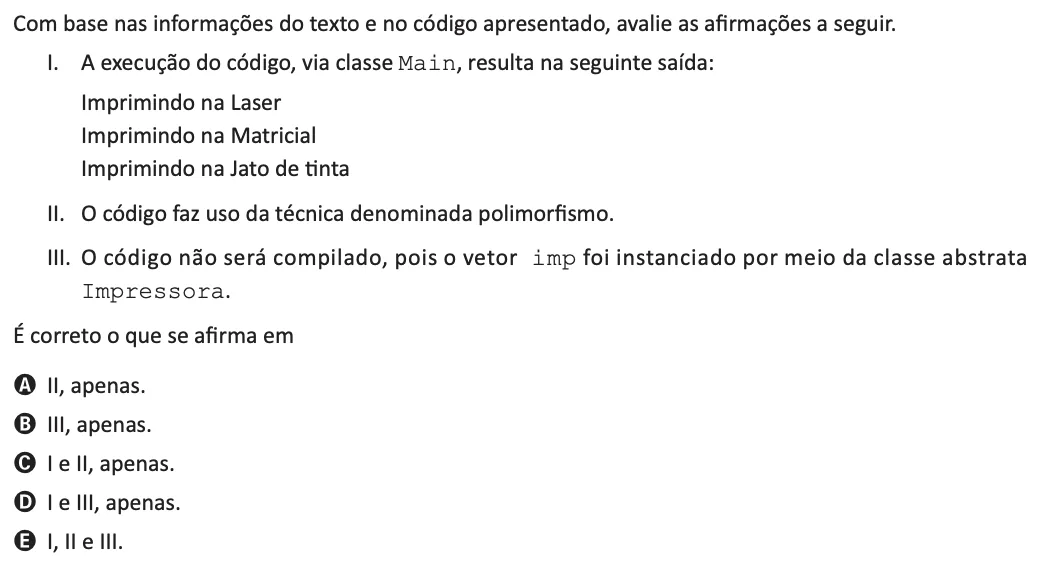 Com base nas informações do texto e no código apresentado, avalie as afirmações a seguir.
I. A execução do código, via classe Main, resulta na seguinte saída:
Imprimindo na Laser
Imprimindo na Matricial
Imprimindo na Jato de tinta
II. O código faz uso da técnica denominada polimorfismo.
III. O código não será compilado, pois o vetor imp foi instanciado por meio da classe abstrata
Impressora.
É correto o que se afirma em
A II, apenas.
B III, apenas.
C I e II, apenas.
D I e III, apenas.
E I, II e III.